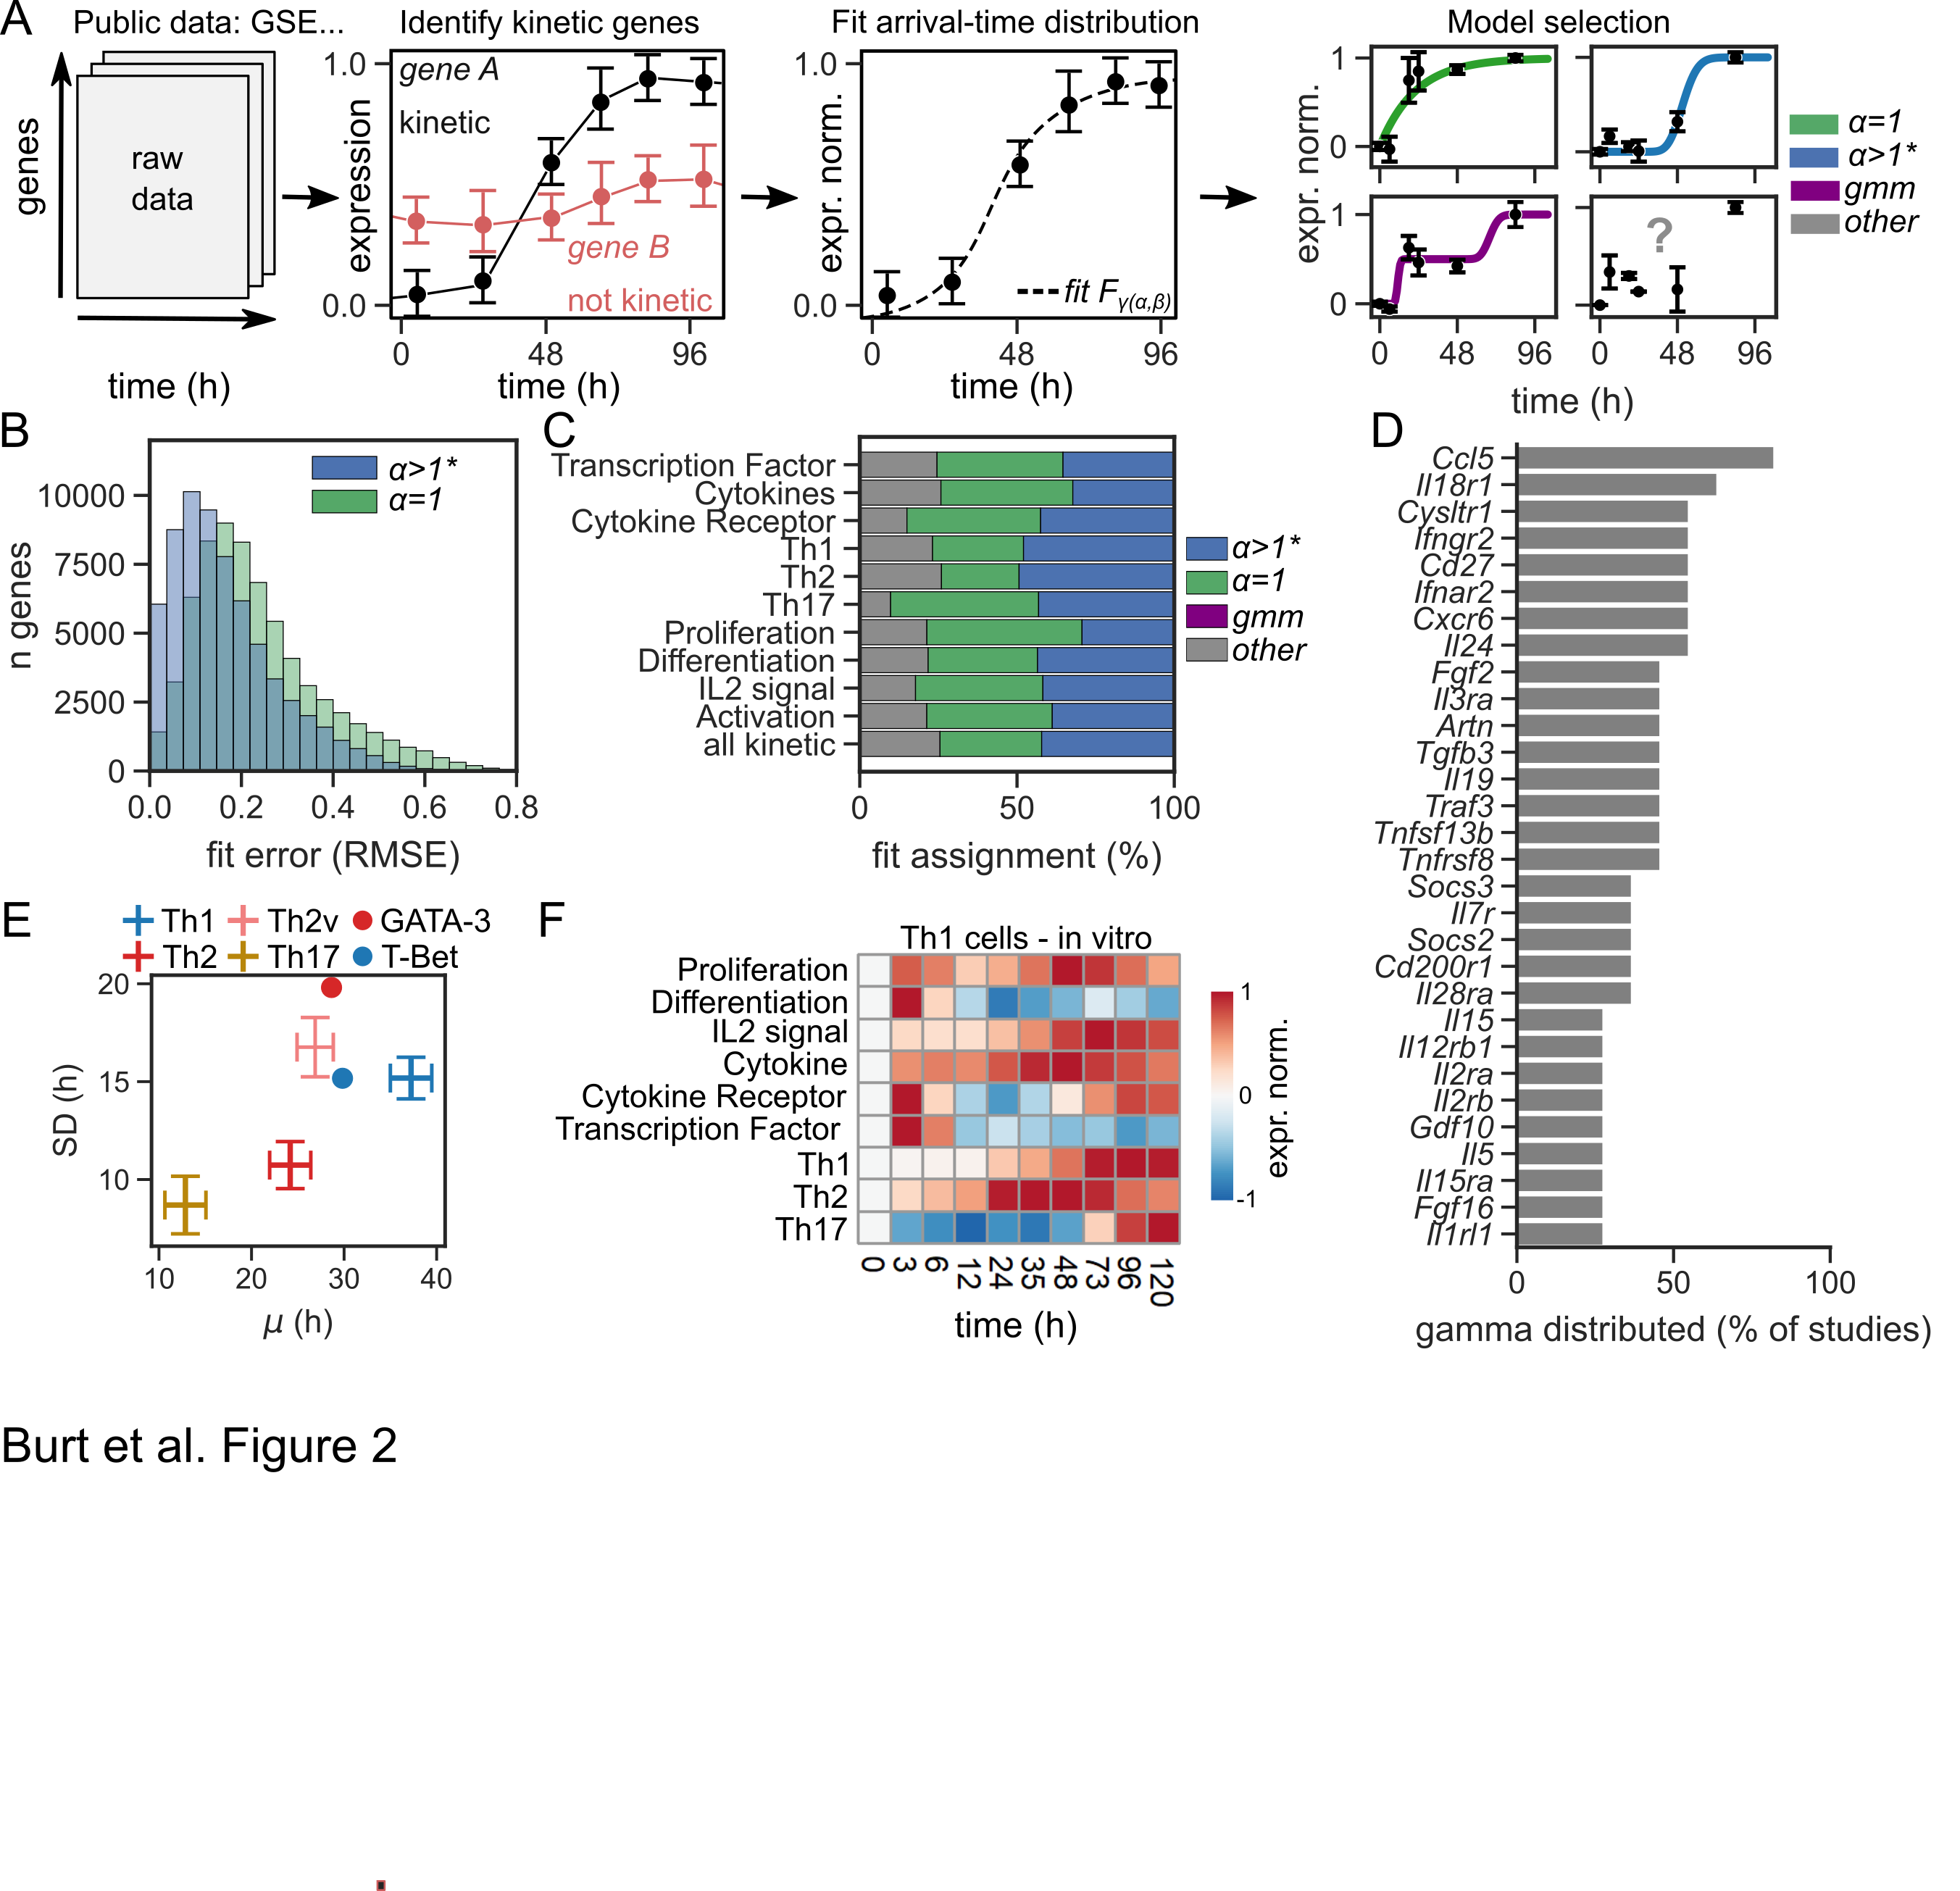 A
Public data: GSE...
Identify kinetic genes
Fit arrival-time distribution
Model selection
genes
raw
data
time (h)
expression
1.0
0.0
gene A
kinetic
gene B
not kinetic
0 48 96
time (h)
expr. norm.
1.0
0.0
fit Fγ(α,β)
0 48 96
time (h)
expr. norm.
1
0
1
0
?
0 48 96
0 48 96
time (h)
α=1
α>1*
gmm
other
B
n genes
10000
7500
5000
2500
0
α>1*
α=1
0.0 0.2 0.4 0.6 0.8
fit error (RMSE)
C
Transcription Factor
Cytokines
Cytokine Receptor
Th1
Th2
Th17
Proliferation
Differentiation
IL2 signal
Activation
all kinetic
0 50 100
fit assignment (%)
α>1*
α=1
gmm
other
D
Ccl5
Il18r1
Cysltr1
Ifngr2
Cd27
Ifnar2
Cxcr6
Il24
Fgf2
Il3ra
Artn
Tgfb3
Il19
Traf3
Tnfsf13b
Tnfrsf8
Socs3
Il7r
Socs2
Cd200r1
Il28ra
Il15
Il12rb1
Il2ra
Il2rb
Gdf10
Il5
Il15ra
Fgf16
Il1rl1
0 50 100
gamma distributed (% of studies)
E
Th1 Th2v GATA-3
Th2 Th17 T-Bet
SD (h)
20
15
10
10 20 30 40
μ (h)
F
Th1 cells - in vitro
Proliferation
Differentiation
IL2 signal
Cytokine
Cytokine Receptor
Transcription Factor
Th1
Th2
Th17
0 3 6 12 24 35 48 73 96 120
time (h)
1
0
-1
expr. norm.
Burt et al. Figure 2